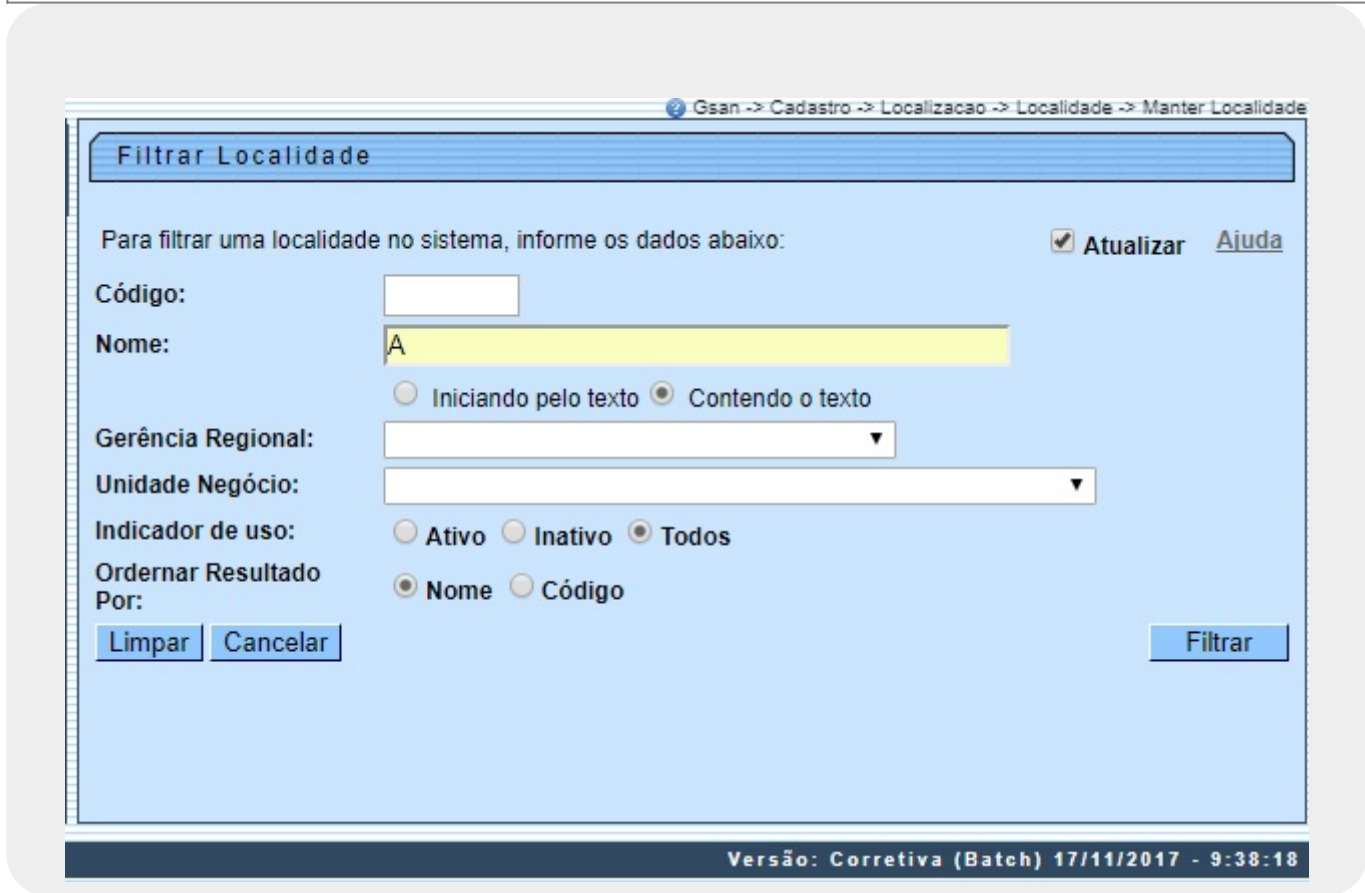 Gsan -> Cadastro -> Localizacao -> Localidade -> Manter Localidade
Filtrar Localidade
Para filtrar uma localidade no sistema, informe os dados abaixo: Atualizar Ajuda
Código:
Nome: A
Iniciando pelo texto Contendo o texto
Gerência Regional:
Unidade Negócio:
Indicador de uso: Ativo Inativo Todos
Ordernar Resultado
Por: Nome Código
Limpar Cancelar Filtrar
Versão: Corretiva (Batch) 17/11/2017 - 9:38:18